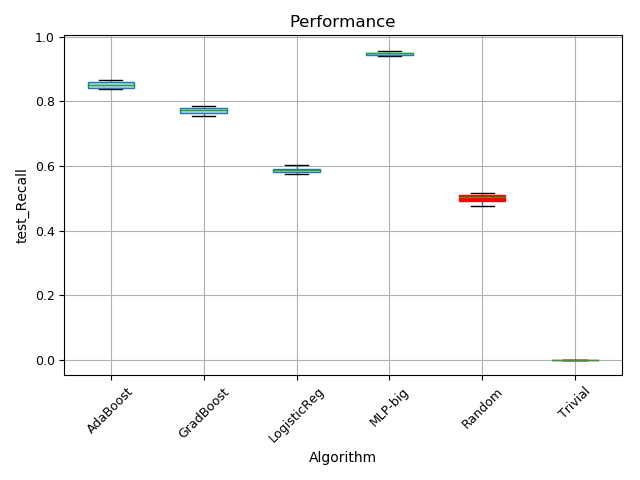 Performance
1.0
0.8
0.6
0.4
0.2
0.0
test_Recall
AdaBoost
GradBoost
LogisticReg
MLP-big
Random
Trivial
Algorithm